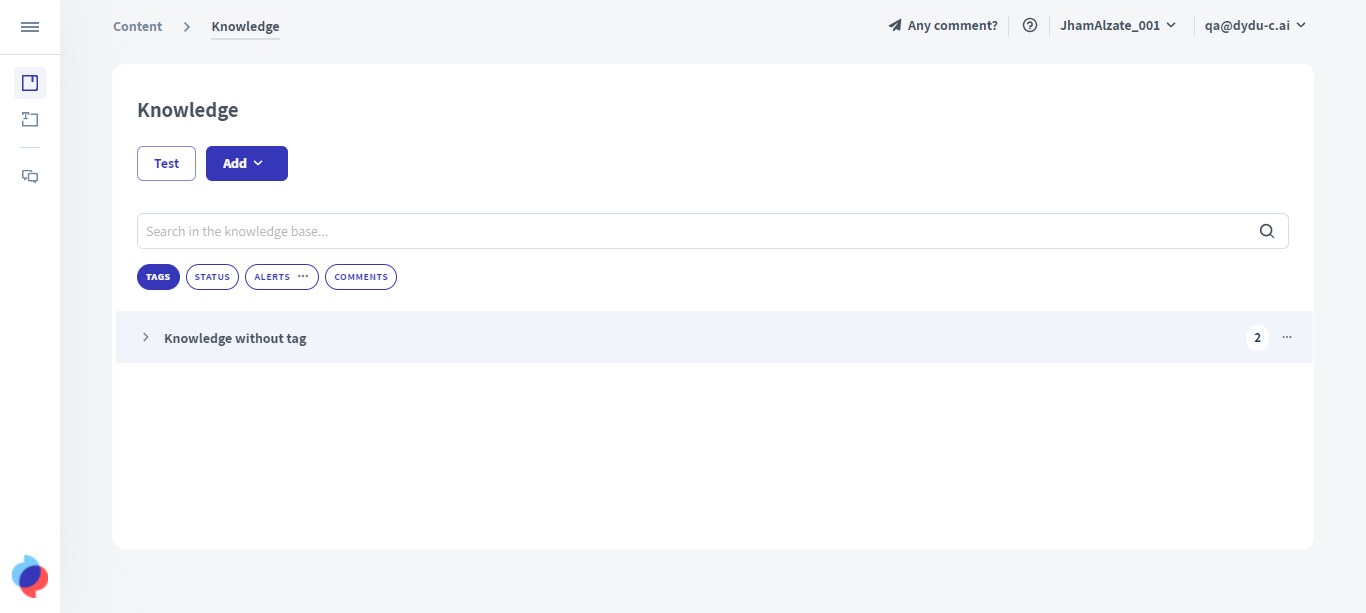 Content > Knowledge
Any comment? JhamAlzate_001 qa@dydu-c.ai
Knowledge
Test Add
Search in the knowledge base...
TAGS STATUS ALERTS ... COMMENTS
Knowledge without tag 2 ...